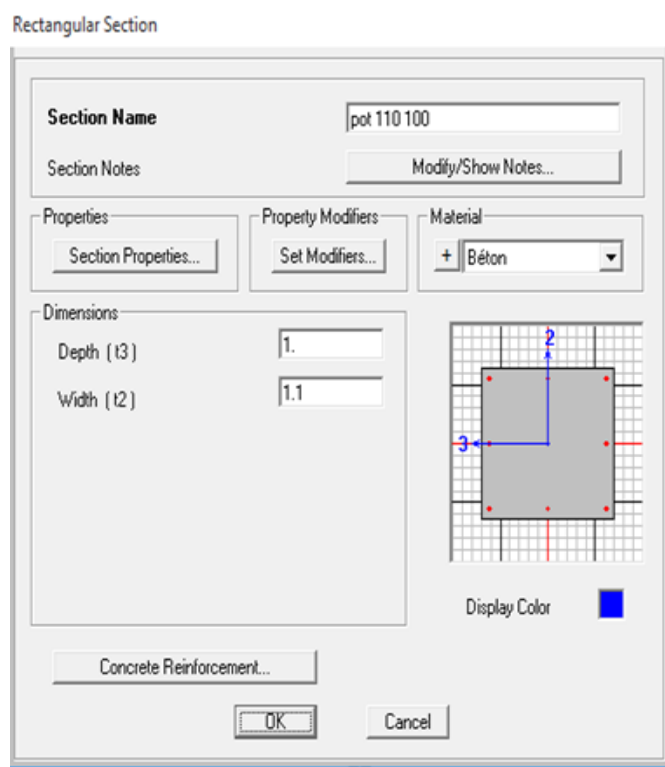 Rectangular Section
Section Name
pot 110 100
Section Notes
Modify/Show Notes...
Properties
Property Modifiers
Material
Section Properties...
Set Modifiers...
+
Béton
Dimensions
Depth ( t3 )
1.
Width ( t2 )
1.1
2
3
Display Color
Concrete Reinforcement...
OK
Cancel